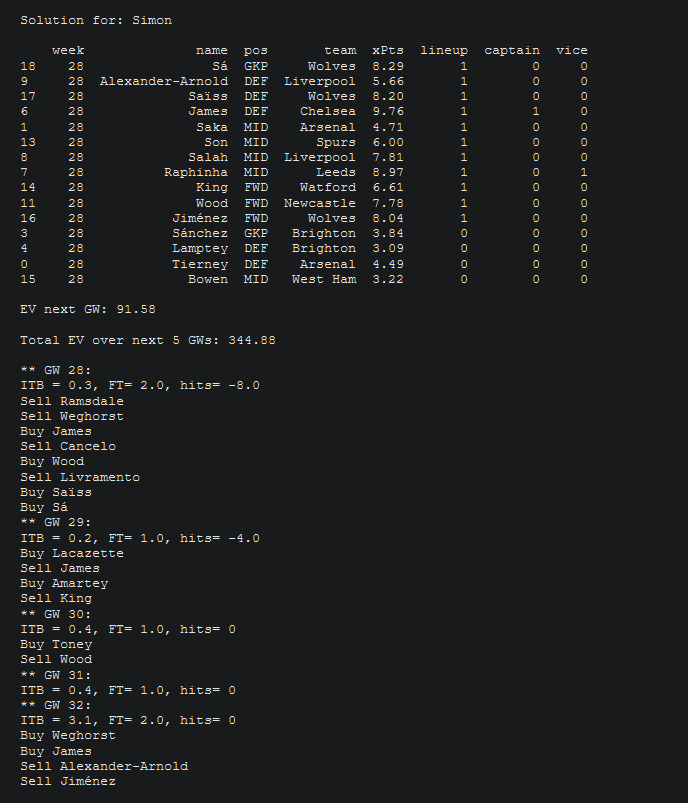 Solution for: Simon
week name pos team xPts lineup captain vice
18 28 Sá GKP Wolves 8.29 1 0 0
9 28 Alexander-Arnold DEF Liverpool 5.66 1 0 0
17 28 Saïss DEF Wolves 8.20 1 0 0
6 28 James DEF Chelsea 9.76 1 1 0
1 28 Saka MID Arsenal 4.71 1 0 0
13 28 Son MID Spurs 6.00 1 0 0
8 28 Salah MID Liverpool 7.81 1 0 0
7 28 Raphinha MID Leeds 8.97 1 0 1
14 28 King FWD Watford 6.61 1 0 0
11 28 Wood FWD Newcastle 7.78 1 0 0
16 28 Jiménez FWD Wolves 8.04 1 0 0
3 28 Sánchez GKP Brighton 3.84 0 0 0
4 28 Lamptey DEF Brighton 3.09 0 0 0
0 28 Tierney DEF Arsenal 4.49 0 0 0
15 28 Bowen MID West Ham 3.22 0 0 0
EV next GW: 91.58
Total EV over next 5 GWs: 344.88
** GW 28:
ITB = 0.3, FT= 2.0, hits= -8.0
Sell Ramsdale
Sell Weghorst
Buy James
Sell Cancelo
Buy Wood
Sell Livramento
Buy Saïss
Buy Sá
** GW 29:
ITB = 0.2, FT= 1.0, hits= -4.0
Buy Lacazette
Sell James
Buy Amartey
Sell King
** GW 30:
ITB = 0.4, FT= 1.0, hits= 0
Buy Toney
Sell Wood
** GW 31:
ITB = 0.4, FT= 1.0, hits= 0
** GW 32:
ITB = 3.1, FT= 2.0, hits= 0
Buy Weghorst
Buy James
Sell Alexander-Arnold
Sell Jiménez